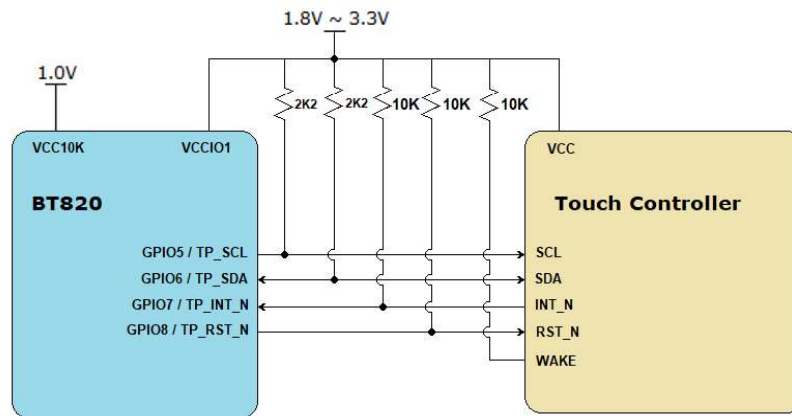 1.8V ~ 3.3V
1.0V
2K2
2K2
10K
10K
10K
VCC10K
VCCIO1
VCC
BT820
Touch Controller
GPIO5 / TP_SCL
SCL
GPIO6 / TP_SDA
SDA
GPIO7 / TP_INT_N
INT_N
GPIO8 / TP_RST_N
RST_N
WAKE